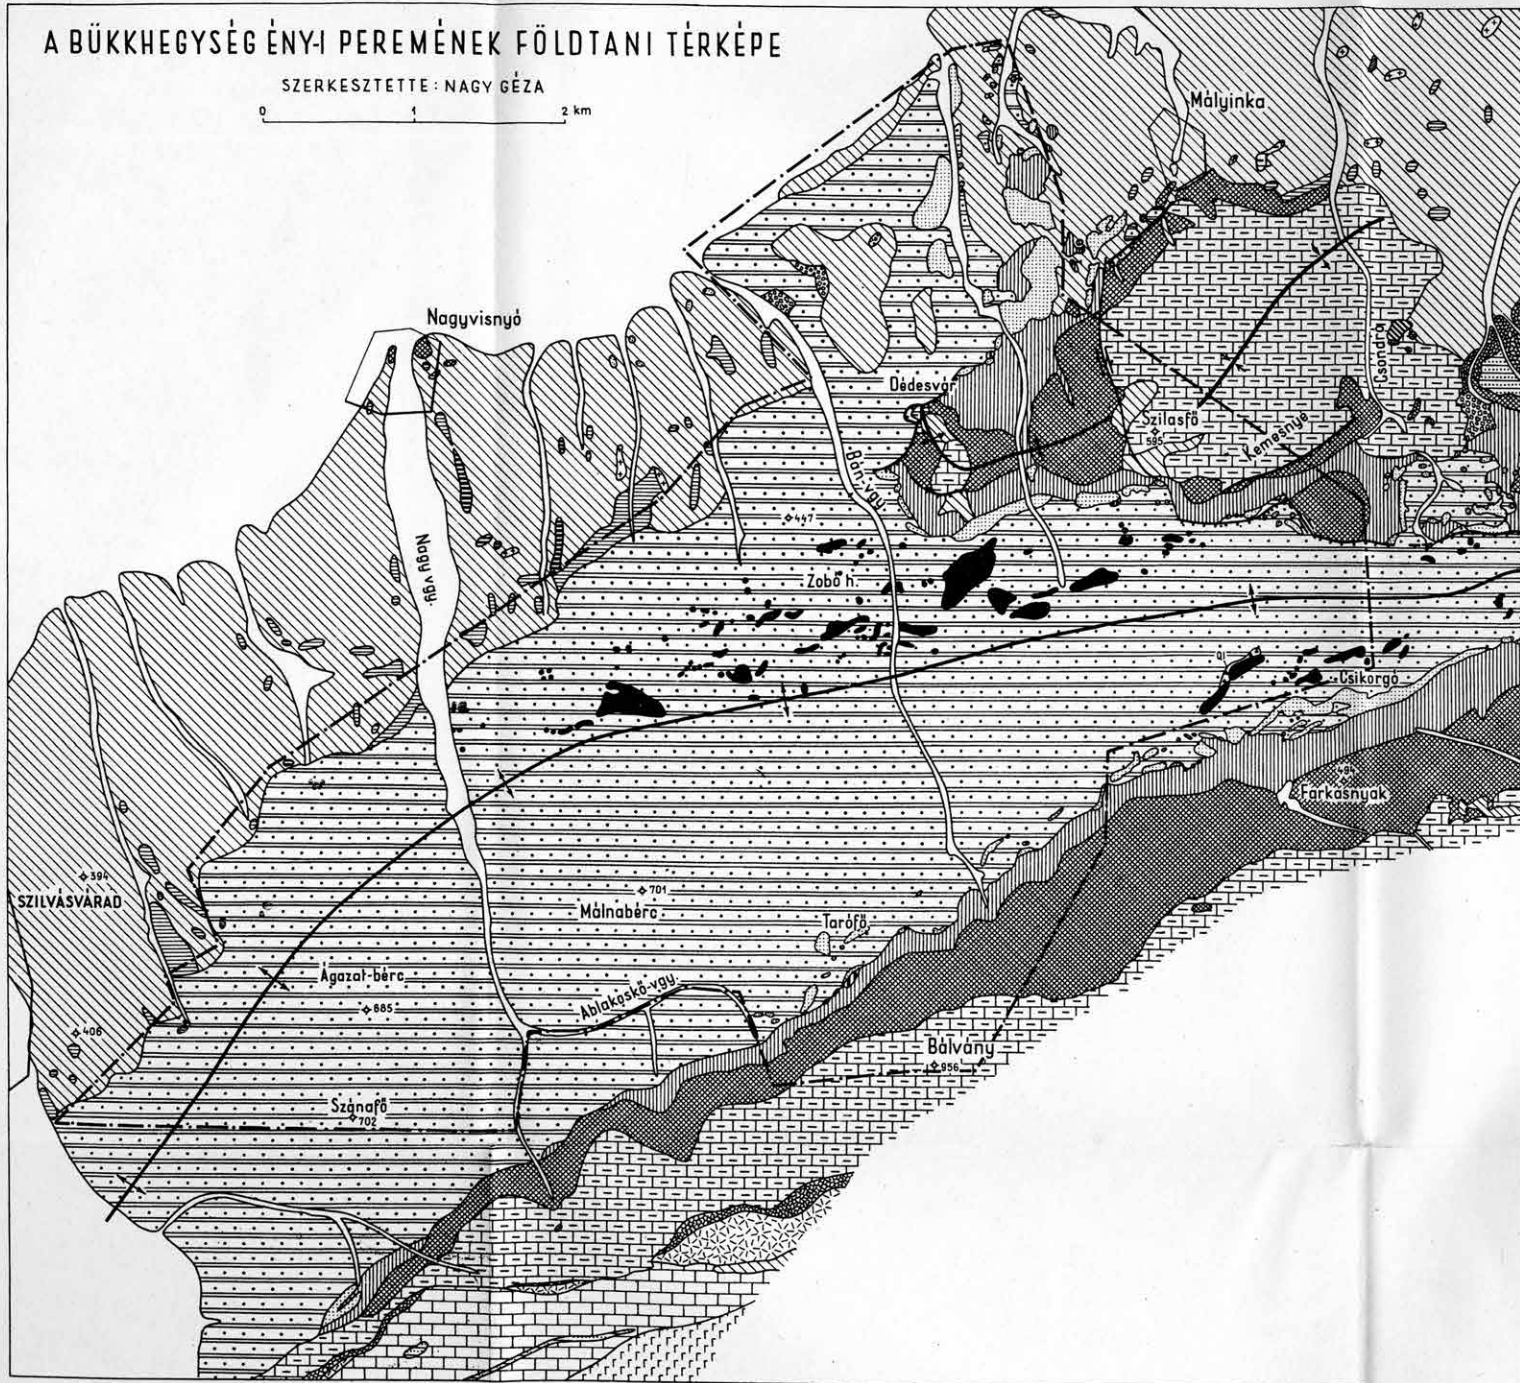 A BÜKKHEGYSÉG ÉNY-I PEREMÉNEK FÖLDTANI TÉRKÉPE
SZERKESZTETTE: NAGY GÉZA
0 1 2 km
Mályinka
Nagyvisnyó
Csondra
Dédesvár
Szilasfő
595
Kemesnye
Bán-vgy.
447
Nagy vgy.
Zobó h.
Csikorgó
494
Farkasnyak
394
SZILVÁSVÁRAD
701
Málnabérc
Tarófő
Ágazat-bérc
685
Ablakoskő-vgy.
406
Bálvány
956
Szánafő
702